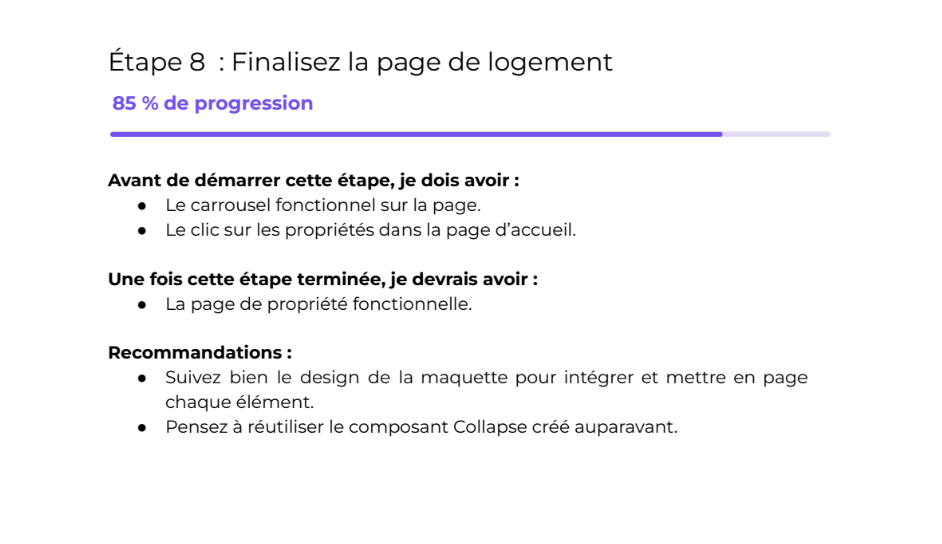 Étape 8  : Finalisez la page de logement
85 % de progression
Avant de démarrer cette étape, je dois avoir :
● Le carrousel fonctionnel sur la page.
● Le clic sur les propriétés dans la page d’accueil.
Une fois cette étape terminée, je devrais avoir :
● La page de propriété fonctionnelle.
Recommandations :
● Suivez bien le design de la maquette pour intégrer et mettre en page
chaque élément.
● Pensez à réutiliser le composant Collapse créé auparavant.